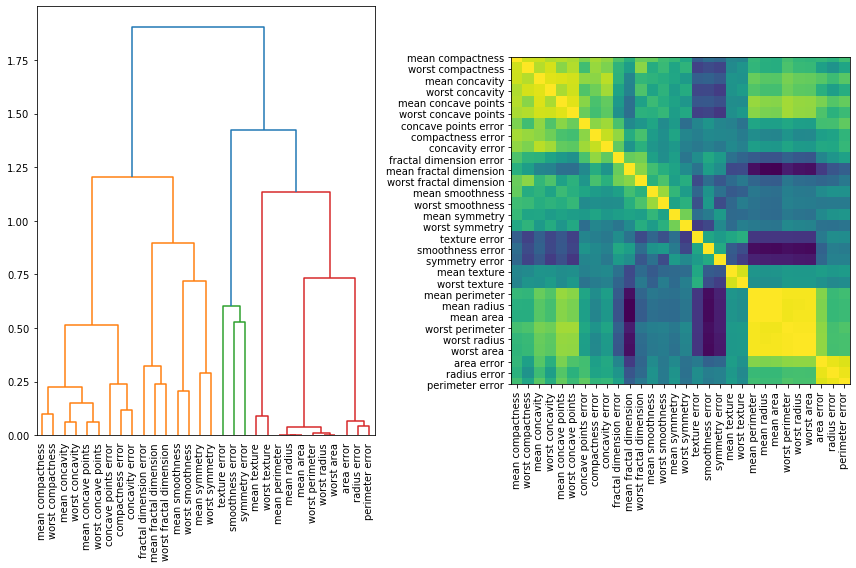 1.75
1.50
1.25
1.00
0.75
0.50
0.25
0.00
mean compactness
worst compactness
mean concavity
worst concavity
mean concave points
worst concave points
concave points error
compactness error
concavity error
fractal dimension error
mean fractal dimension
worst fractal dimension
mean smoothness
worst smoothness
mean symmetry
worst symmetry
texture error
smoothness error
symmetry error
mean texture
worst texture
mean perimeter
mean radius
mean area
worst perimeter
worst radius
worst area
area error
radius error
perimeter error
mean compactness
worst compactness
mean concavity
worst concavity
mean concave points
worst concave points
concave points error
compactness error
concavity error
fractal dimension error
mean fractal dimension
worst fractal dimension
mean smoothness
worst smoothness
mean symmetry
worst symmetry
texture error
smoothness error
symmetry error
mean texture
worst texture
mean perimeter
mean radius
mean area
worst perimeter
worst radius
worst area
area error
radius error
perimeter error
mean compactness
worst compactness
mean concavity
worst concavity
mean concave points
worst concave points
concave points error
compactness error
concavity error
fractal dimension error
mean fractal dimension
worst fractal dimension
mean smoothness
worst smoothness
mean symmetry
worst symmetry
texture error
smoothness error
symmetry error
mean texture
worst texture
mean perimeter
mean radius
mean area
worst perimeter
worst radius
worst area
area error
radius error
perimeter error